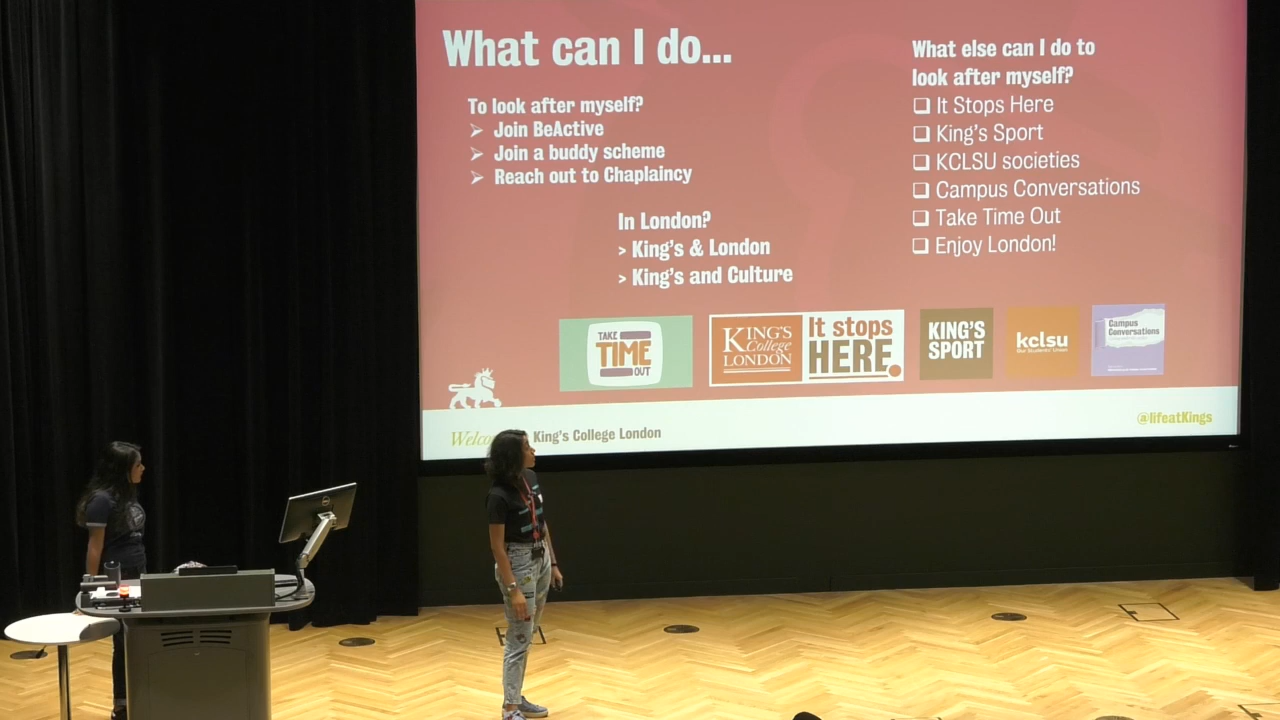 What can I do...
To look after myself?
➢ Join BeActive
➢ Join a buddy scheme
➢ Reach out to Chaplaincy
In London?
> King's & London
> King's and Culture
What else can I do to
look after myself?
❑ It Stops Here
❑ King's Sport
❑ KCLSU societies
❑ Campus Conversations
❑ Take Time Out
❑ Enjoy London!
TAKE
TIME
OUT
KING'S
College
LONDON
It stops
HERE.
KING'S
SPORT
kclsu
Our Students' Union
Campus
Conversations
King's College London
@lifeatKings